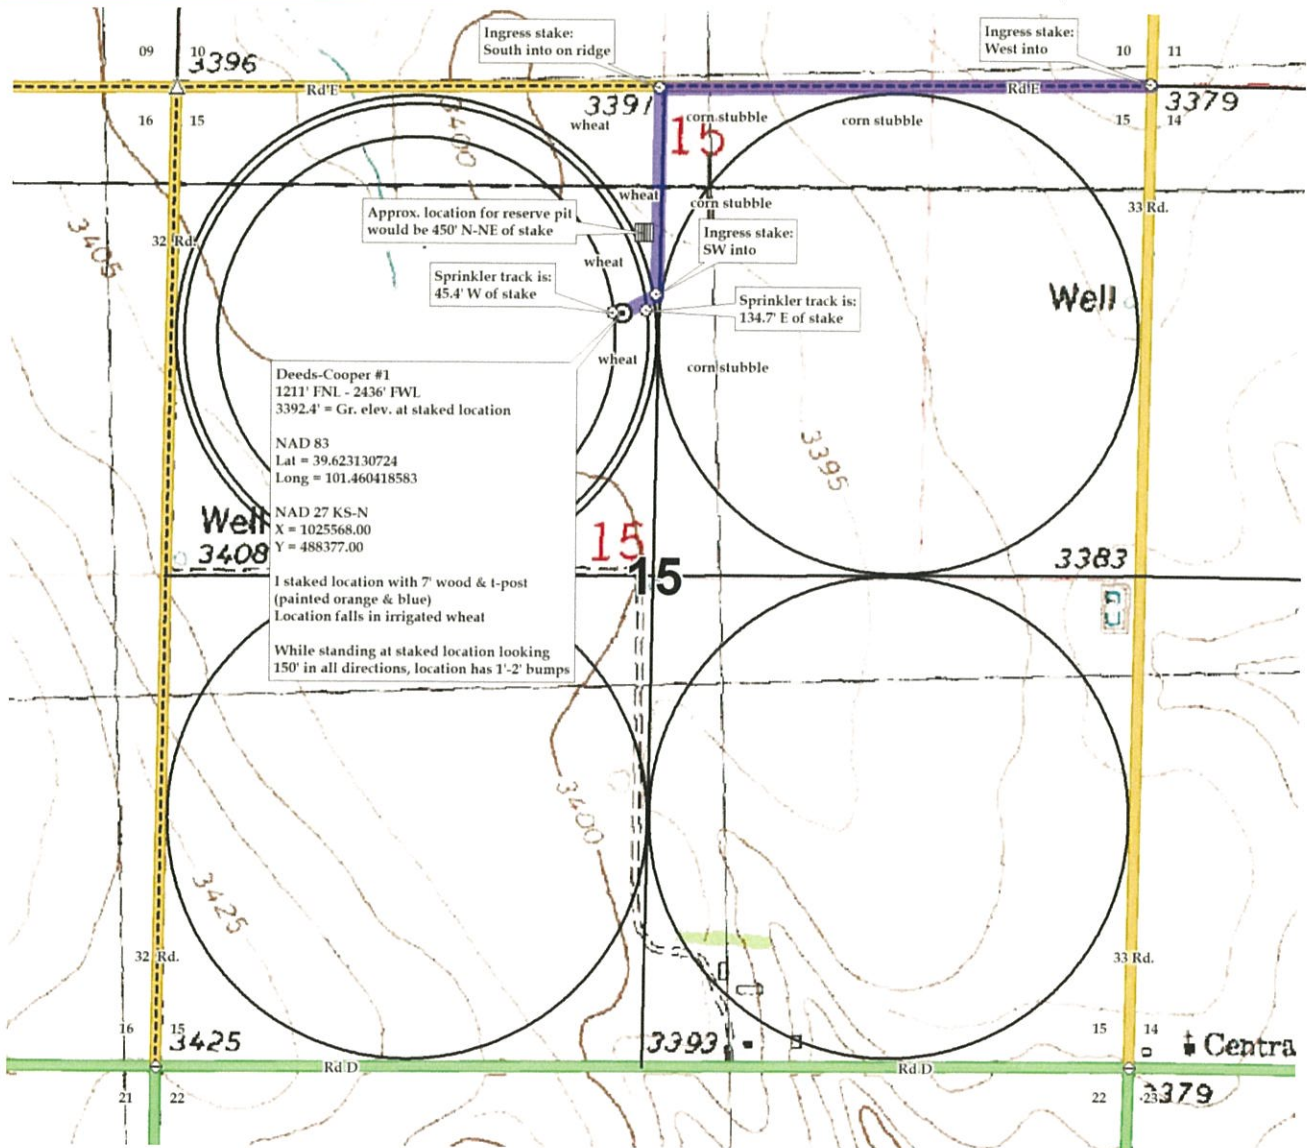 Ingress stake:
South into on ridge
Ingress stake:
West into
09
10
3396
10
11
Rd E
3391
Rd E
3379
16
15
wheat
15
corn stubble
corn stubble
15
14
3400
wheat
corn stubble
33 Rd.
Approx. location for reserve pit
would be 450' N-NE of stake
Ingress stake:
SW into
3405
32 Rd.
wheat
Sprinkler track is:
45.4' W of stake
Sprinkler track is:
134.7' E of stake
Well
wheat
corn stubble
Deeds-Cooper #1
1211' FNL - 2436' FWL
3392.4' = Gr. elev. at staked location
NAD 83
Lat = 39.623130724
Long = 101.460418583
NAD 27 KS-N
X = 1025568.00
Y = 488377.00
I staked location with 7' wood & t-post
(painted orange & blue)
Location falls in irrigated wheat
While standing at staked location looking
150' in all directions, location has 1'-2' bumps
3395
Well
3408
15
15
3383
3400
3425
32 Rd.
33 Rd.
16
15
3425
3393
15
14
Centra
Rd D
Rd D
21
22
22
23
3379